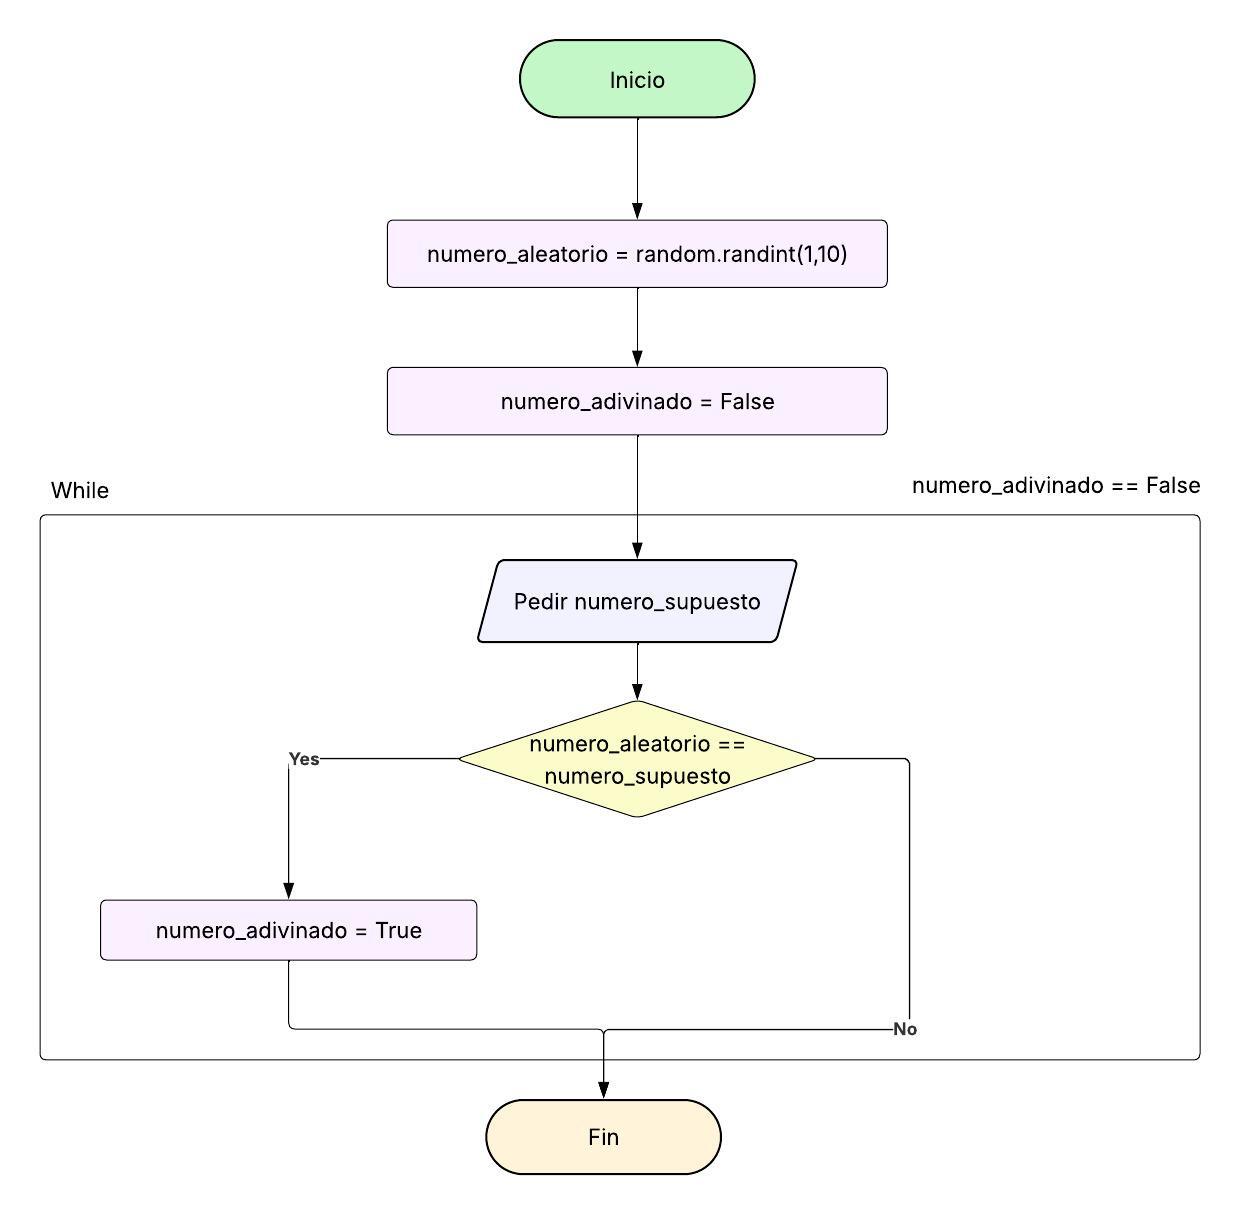 Inicio
numero_aleatorio = random.randint(1,10)
numero_adivinado = False
While
numero_adivinado == False
Pedir numero_supuesto
numero_aleatorio ==
numero_supuesto
Yes
numero_adivinado = True
No
Fin